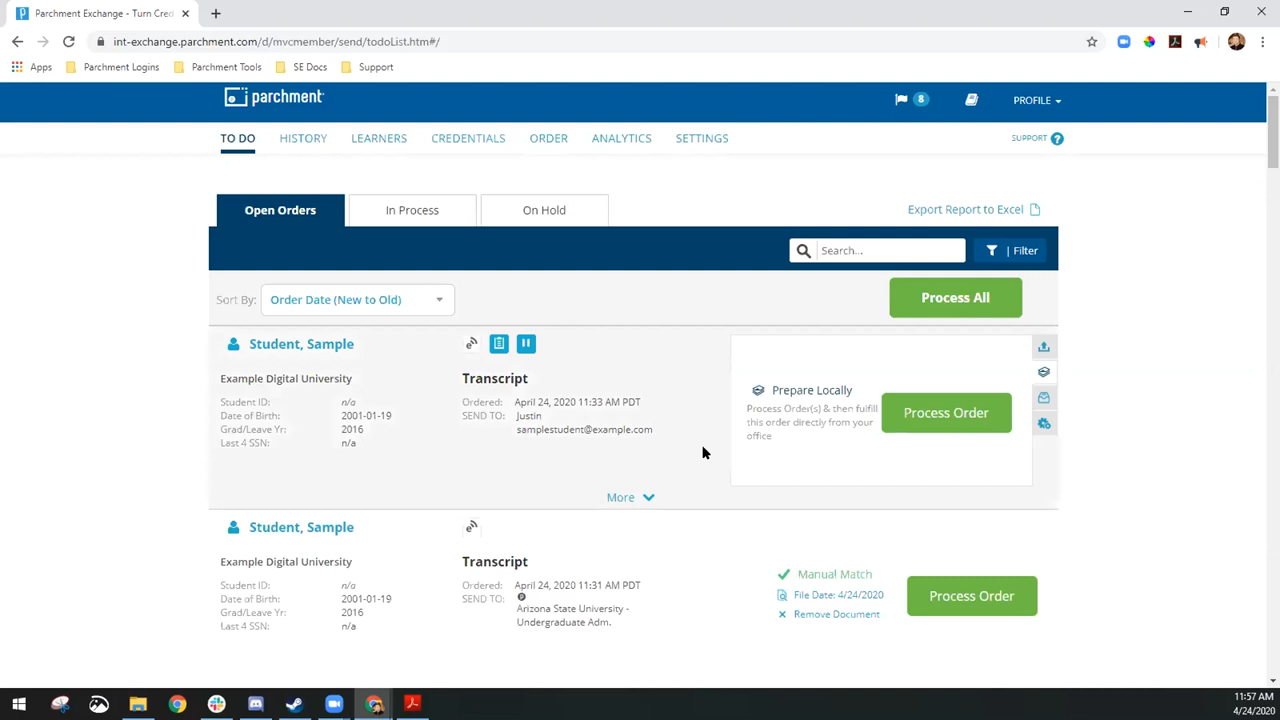 Parchment Exchange - Turn Cred
int-exchange.parchment.com/d/mvcmember/send/todoList.htm#/
Apps
Parchment Logins
Parchment Tools
SE Docs
Support
parchment
8
PROFILE
TO DO
HISTORY
LEARNERS
CREDENTIALS
ORDER
ANALYTICS
SETTINGS
SUPPORT ?
Open Orders
In Process
On Hold
Export Report to Excel
Search...
| Filter
Sort By:
Order Date (New to Old)
Process All
Student, Sample
Example Digital University
Student ID: n/a
Date of Birth: 2001-01-19
Grad/Leave Yr: 2016
Last 4 SSN: n/a
Transcript
Ordered: April 24, 2020 11:33 AM PDT
SEND TO: Justin
samplestudent@example.com
Prepare Locally
Process Order(s) & then fulfill
this order directly from your
office
Process Order
More
Student, Sample
Example Digital University
Student ID: n/a
Date of Birth: 2001-01-19
Grad/Leave Yr: 2016
Last 4 SSN: n/a
Transcript
Ordered: April 24, 2020 11:31 AM PDT
SEND TO:
Arizona State University -
Undergraduate Adm.
Manual Match
File Date: 4/24/2020
Remove Document
Process Order
11:57 AM
4/24/2020